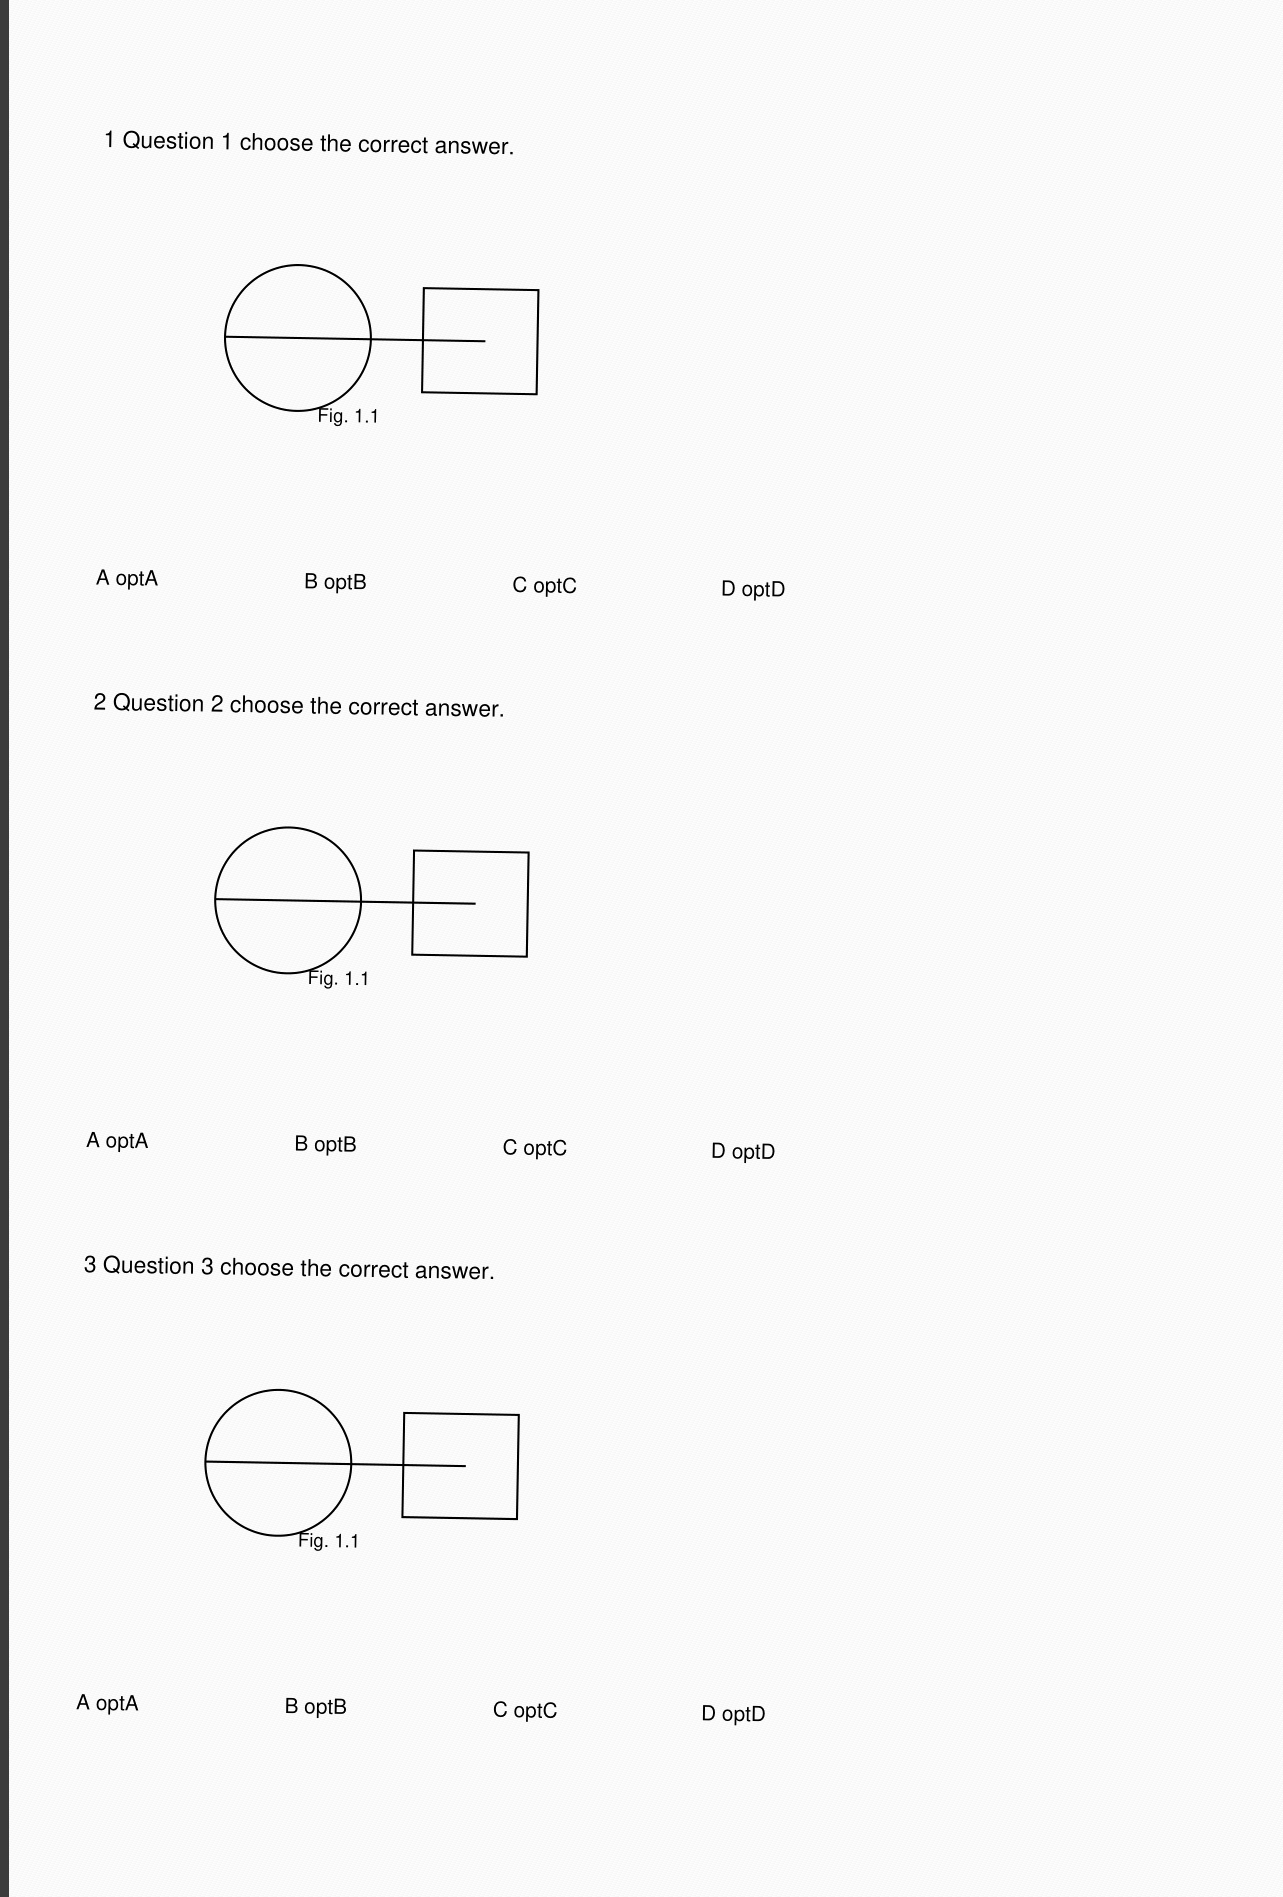 1 Question 1 choose the correct answer.
Fig. 1.1
A optA B optB C optC D optD
2 Question 2 choose the correct answer.
Fig. 1.1
A optA B optB C optC D optD
3 Question 3 choose the correct answer.
Fig. 1.1
A optA B optB C optC D optD